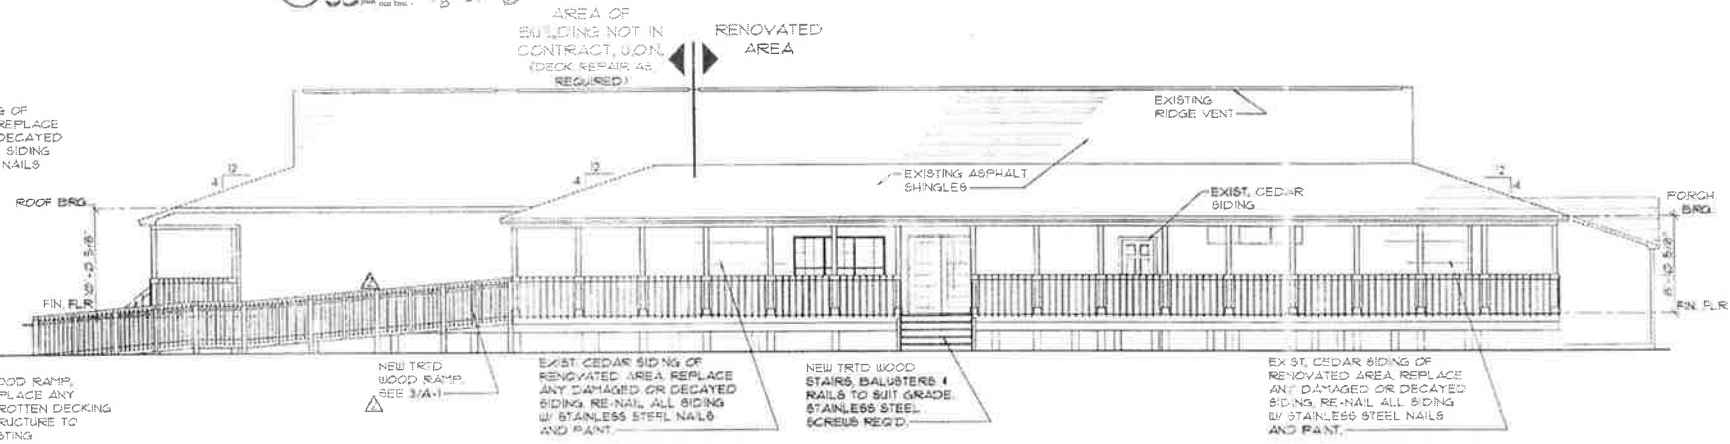 AREA OF
BUILDING NOT IN
CONTRACT, U.O.N.
(DECK REPAIR AS
REQUIRED)
RENOVATED
AREA
G OF
REPLACE
DECAYED
SIDING
NAILS
EXISTING
RIDGE VENT
12
4
12
4
12
4
EXISTING ASPHALT
SHINGLES
EXIST. CEDAR
SIDING
ROOF BRG.
PORCH
BRG.
FIN. FLR.
FIN. FLR.
OOD RAMP.
PLACE ANY
ROTTEN DECKING
RUCTURE TO
STING
NEW TRTD
WOOD RAMP.
SEE 3/A-1
EXIST. CEDAR SIDING OF
RENOVATED AREA. REPLACE
ANY DAMAGED OR DECAYED
SIDING. RE-NAIL ALL SIDING
W/ STAINLESS STEEL NAILS
AND PAINT.
NEW TRTD WOOD
STAIRS, BALUSTERS &
RAILS TO SUIT GRADE.
STAINLESS STEEL
SCREWS REQ'D.
EXIST. CEDAR SIDING OF
RENOVATED AREA. REPLACE
ANY DAMAGED OR DECAYED
SIDING. RE-NAIL ALL SIDING
W/ STAINLESS STEEL NAILS
AND PAINT.